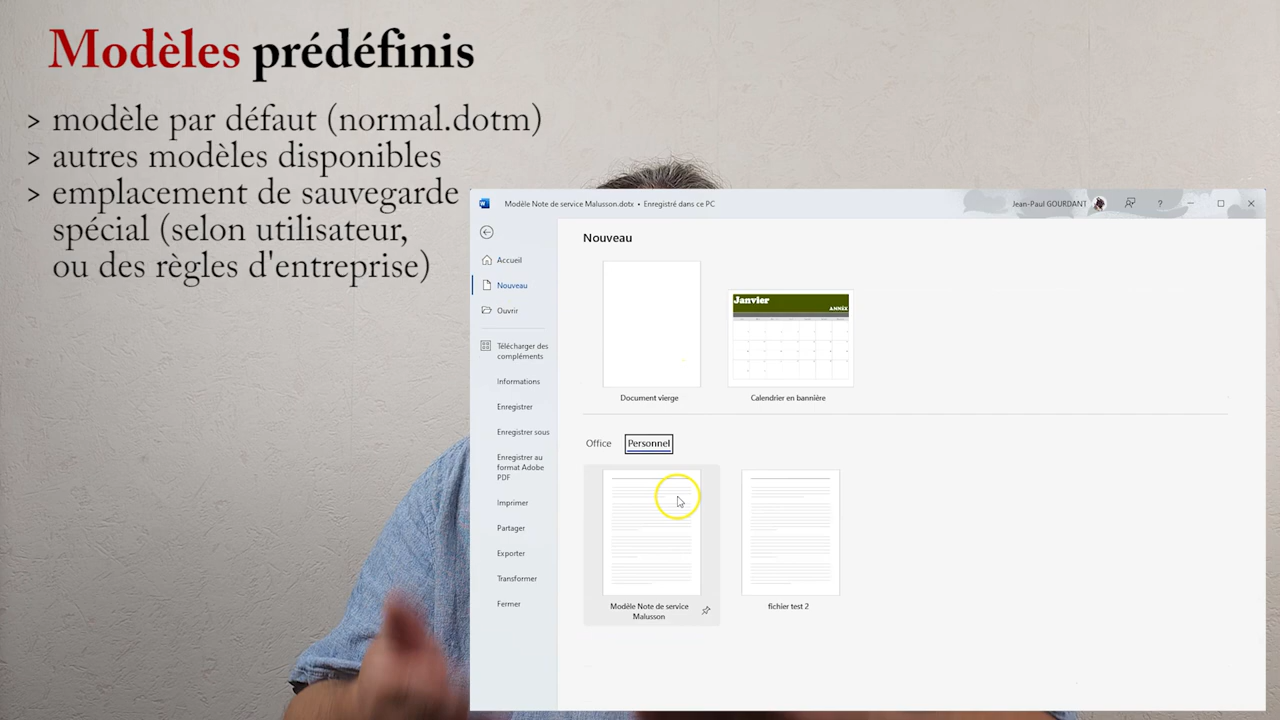 Modèles prédéfinis
> modèle par défaut (normal.dotm)
> autres modèles disponibles
> emplacement de sauvegarde
spécial (selon utilisateur,
ou des règles d'entreprise)
Modèle Note de service Malusson.dotx • Enregistré dans ce PC
Jean-Paul GOURDANT
?
Accueil
Nouveau
Ouvrir
Télécharger des
compléments
Informations
Enregistrer
Enregistrer sous
Enregistrer au
format Adobe
PDF
Imprimer
Partager
Exporter
Transformer
Fermer
Nouveau
Janvier
ANNÉE
Document vierge
Calendrier en bannière
Office
Personnel
Modèle Note de service
Malusson
fichier test 2